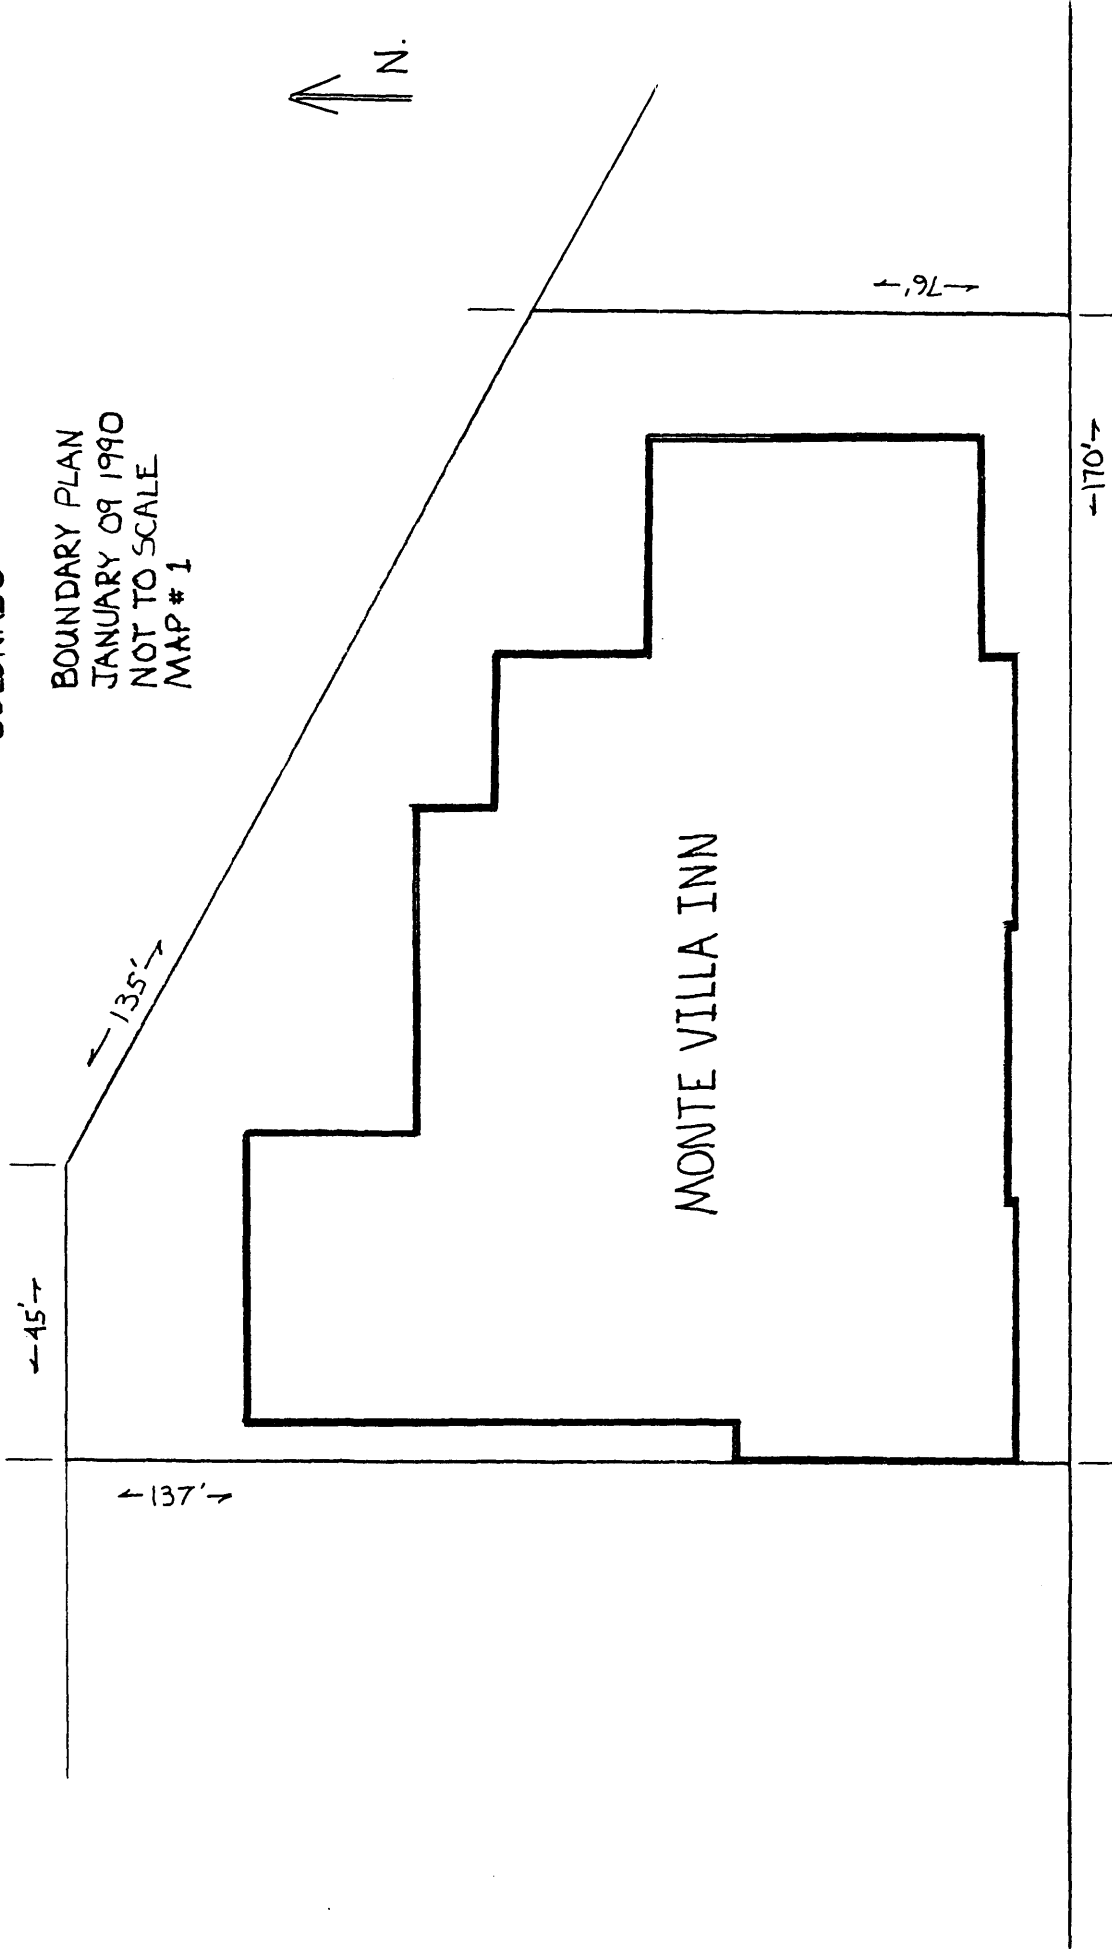 BOUNDARY PLAN
JANUARY 09 1990
NOT TO SCALE
MAP # 1
N.
45'
135'
137'
76'
MONTE VILLA INN
170'